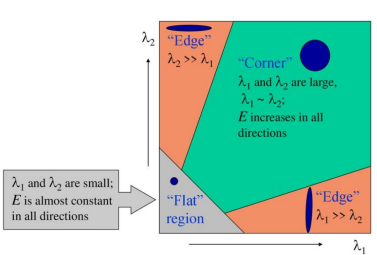 λ₂
“Edge”
λ₂ >> λ₁
“Corner”
λ₁ and λ₂ are large,
λ₁ ~ λ₂;
E increases in all
directions
λ₁ and λ₂ are small;
E is almost constant
in all directions
“Flat”
region
“Edge”
λ₁ >> λ₂
λ₁